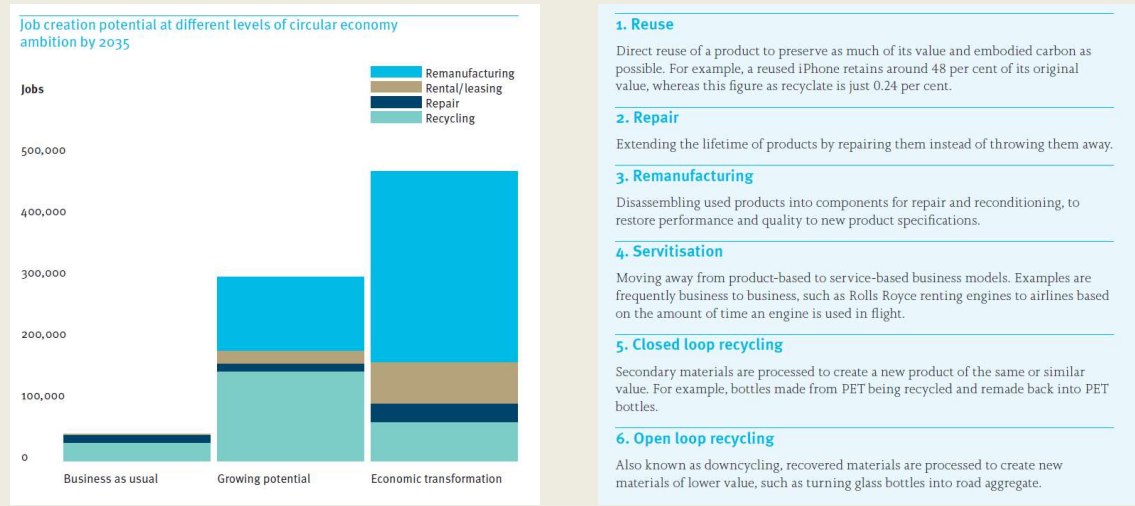 Job creation potential at different levels of circular economy
ambition by 2035
Jobs
Remanufacturing
Rental/leasing
Repair
Recycling
500,000
400,000
300,000
200,000
100,000
0
Business as usual
Growing potential
Economic transformation
1. Reuse
Direct reuse of a product to preserve as much of its value and embodied carbon as
possible. For example, a reused iPhone retains around 48 per cent of its original
value, whereas this figure as recyclate is just 0.24 per cent.
2. Repair
Extending the lifetime of products by repairing them instead of throwing them away.
3. Remanufacturing
Disassembling used products into components for repair and reconditioning, to
restore performance and quality to new product specifications.
4. Servitisation
Moving away from product-based to service-based business models. Examples are
frequently business to business, such as Rolls Royce renting engines to airlines based
on the amount of time an engine is used in flight.
5. Closed loop recycling
Secondary materials are processed to create a new product of the same or similar
value. For example, bottles made from PET being recycled and remade back into PET
bottles.
6. Open loop recycling
Also known as downcycling, recovered materials are processed to create new
materials of lower value, such as turning glass bottles into road aggregate.